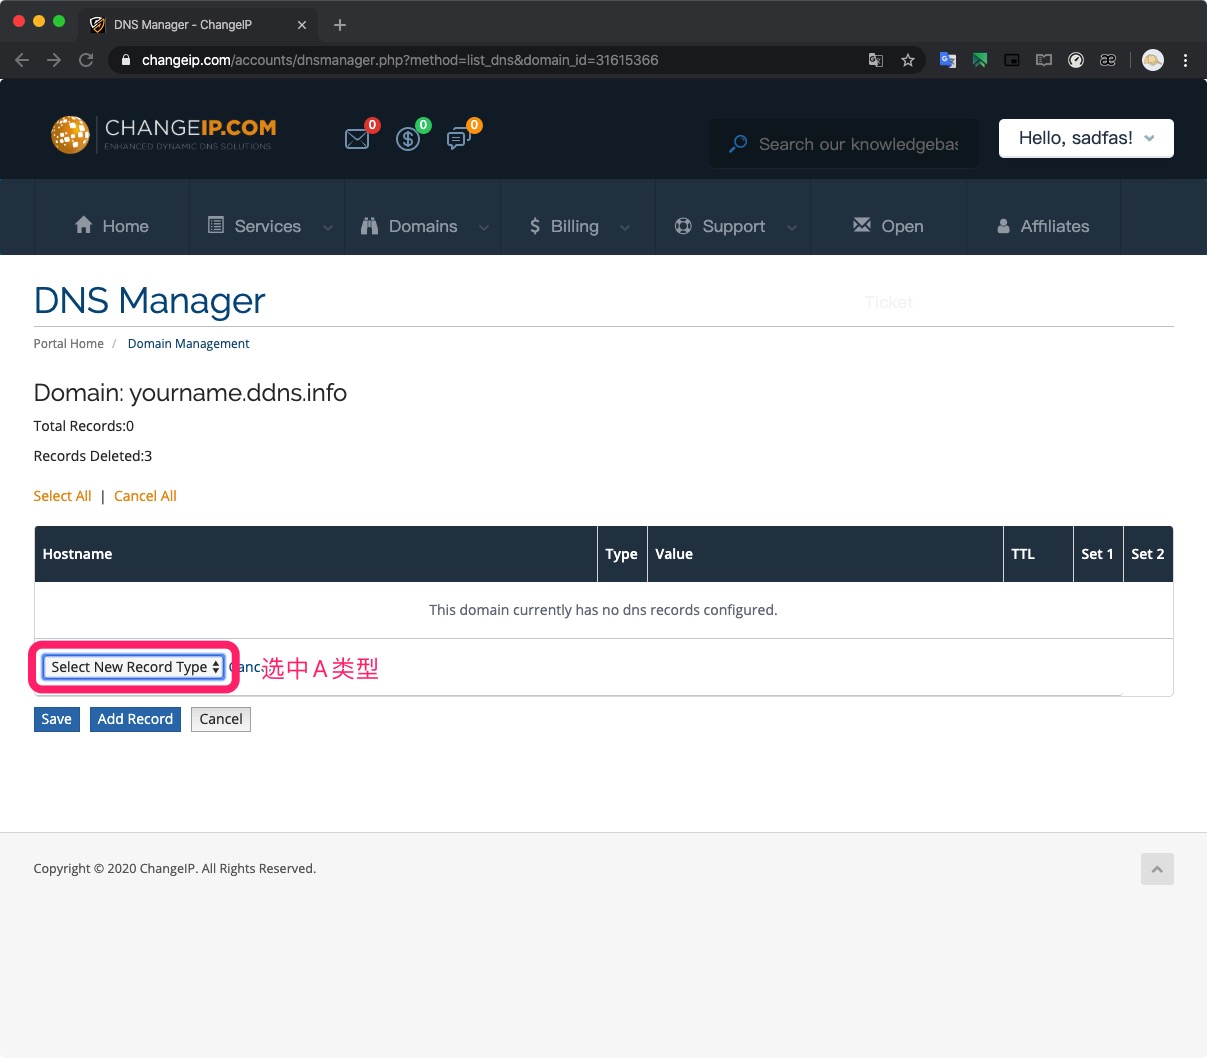 DNS Manager - ChangeIP
changeip.com/accounts/dnsmanager.php?method=list_dns&domain_id=31615366
CHANGEIP.COM
ENHANCED DYNAMIC DNS SOLUTIONS
0
0
0
Search our knowledgebas
Hello, sadfas!
Home
Services
Domains
Billing
Support
Open
Affiliates
DNS Manager
Ticket
Portal Home / Domain Management
Domain: yourname.ddns.info
Total Records:0
Records Deleted:3
Select All | Cancel All
Hostname Type Value TTL Set 1 Set 2
This domain currently has no dns records configured.
Select New Record Type
选中 A 类型
Save Add Record Cancel
Copyright © 2020 ChangeIP. All Rights Reserved.